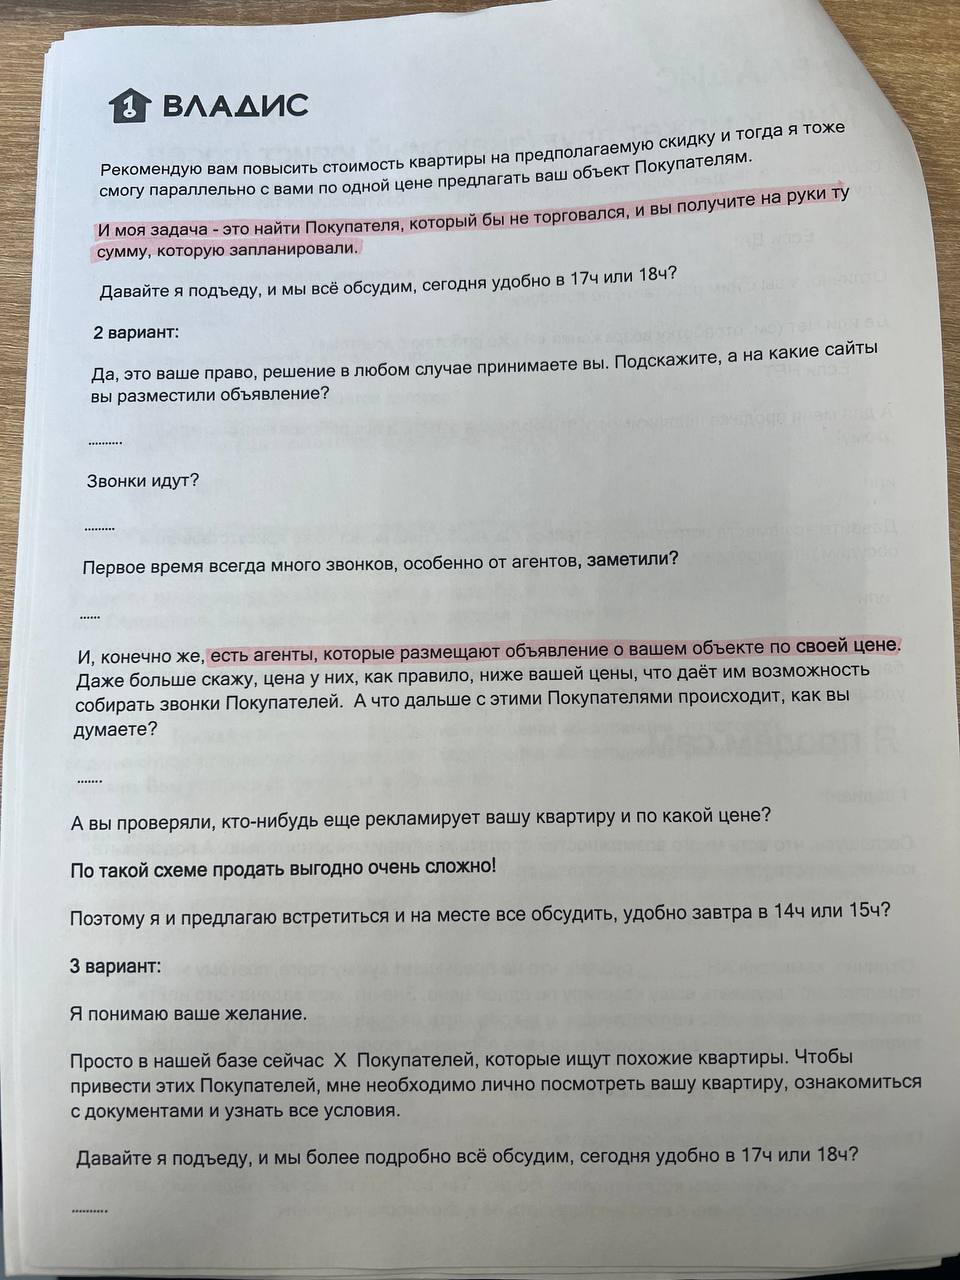 ВЛАДИС
Рекомендую вам повысить стоимость квартиры на предполагаемую скидку и тогда я тоже
смогу параллельно с вами по одной цене предлагать ваш объект Покупателям.
И моя задача - это найти Покупателя, который бы не торговался, и вы получите на руки ту
сумму, которую запланировали.
Давайте я подъеду, и мы всё обсудим, сегодня удобно в 17ч или 18ч?
2 вариант:
Да, это ваше право, решение в любом случае принимаете вы. Подскажите, а на какие сайты
вы разместили объявление?
..........
Звонки идут?
.........
Первое время всегда много звонков, особенно от агентов, заметили?
......
И, конечно же, есть агенты, которые размещают объявление о вашем объекте по своей цене.
Даже больше скажу, цена у них, как правило, ниже вашей цены, что даёт им возможность
собирать звонки Покупателей. А что дальше с этими Покупателями происходит, как вы
думаете?
.......
А вы проверяли, кто-нибудь еще рекламирует вашу квартиру и по какой цене?
По такой схеме продать выгодно очень сложно!
Поэтому я и предлагаю встретиться и на месте все обсудить, удобно завтра в 14ч или 15ч?
3 вариант:
Я понимаю ваше желание.
Просто в нашей базе сейчас X Покупателей, которые ищут похожие квартиры. Чтобы
привести этих Покупателей, мне необходимо лично посмотреть вашу квартиру, ознакомиться
с документами и узнать все условия.
Давайте я подъеду, и мы более подробно всё обсудим, сегодня удобно в 17ч или 18ч?
..........